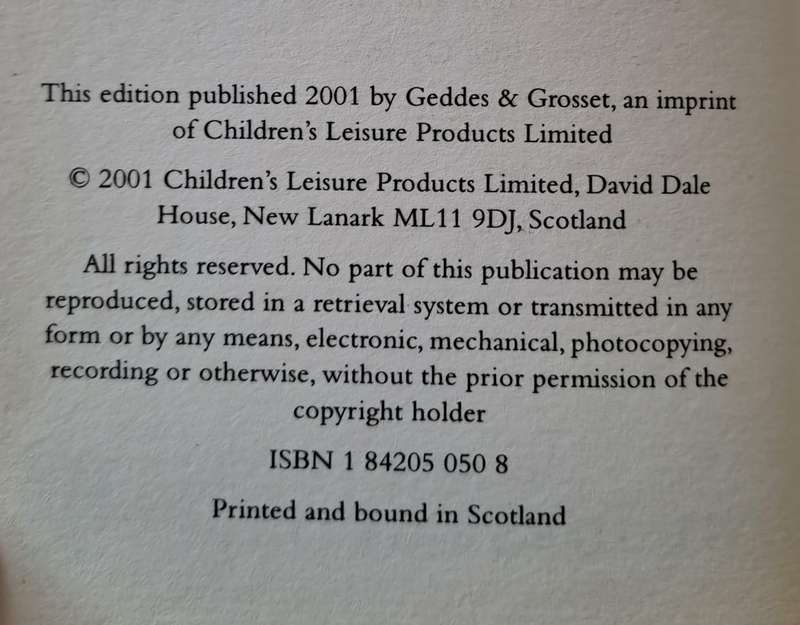 This edition published 2001 by Geddes & Grosset, an imprint
of Children's Leisure Products Limited
© 2001 Children's Leisure Products Limited, David Dale
House, New Lanark ML11 9DJ, Scotland
All rights reserved. No part of this publication may be
reproduced, stored in a retrieval system or transmitted in any
form or by any means, electronic, mechanical, photocopying,
recording or otherwise, without the prior permission of the
copyright holder
ISBN 1 84205 050 8
Printed and bound in Scotland